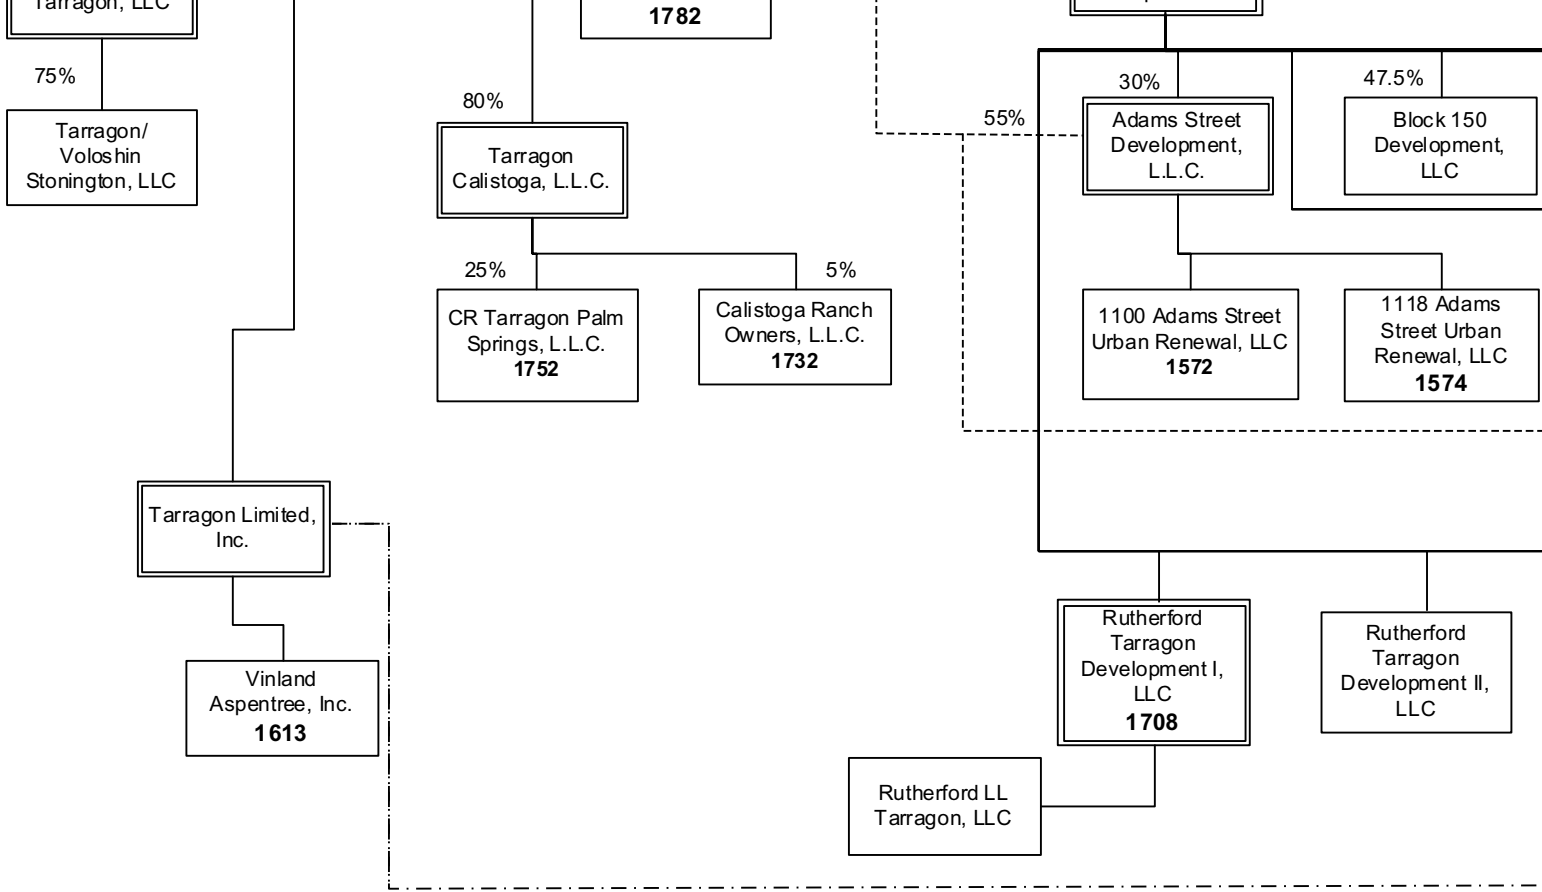 Tarragon, LLC
1782
75%
80%
30%
47.5%
55%
Tarragon/
Voloshin
Stonington, LLC
Tarragon
Calistoga, L.L.C.
Adams Street
Development,
L.L.C.
Block 150
Development,
LLC
25%
5%
CR Tarragon Palm
Springs, L.L.C.
1752
Calistoga Ranch
Owners, L.L.C.
1732
1100 Adams Street
Urban Renewal, LLC
1572
1118 Adams
Street Urban
Renewal, LLC
1574
Tarragon Limited,
Inc.
Vinland
Aspentree, Inc.
1613
Rutherford
Tarragon
Development I,
LLC
1708
Rutherford
Tarragon
Development II,
LLC
Rutherford LL
Tarragon, LLC